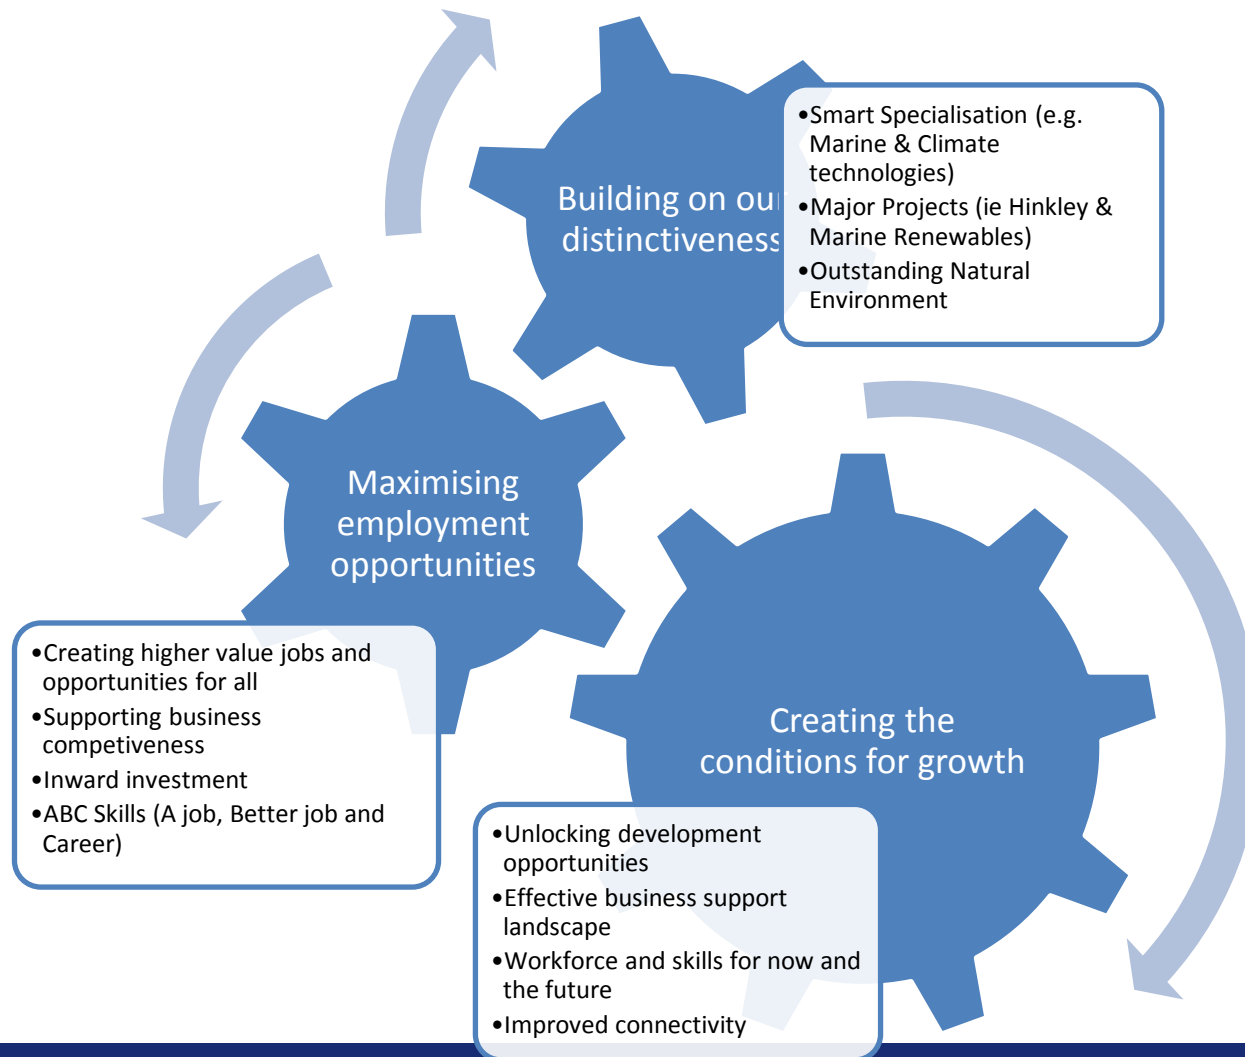 Building on our
distinctiveness
•Smart Specialisation (e.g.
Marine & Climate
technologies)
•Major Projects (ie Hinkley &
Marine Renewables)
•Outstanding Natural
Environment
Maximising
employment
opportunities
•Creating higher value jobs and
opportunities for all
•Supporting business
competiveness
•Inward investment
•ABC Skills (A job, Better job and
Career)
Creating the
conditions for growth
•Unlocking development
opportunities
•Effective business support
landscape
•Workforce and skills for now and
the future
•Improved connectivity